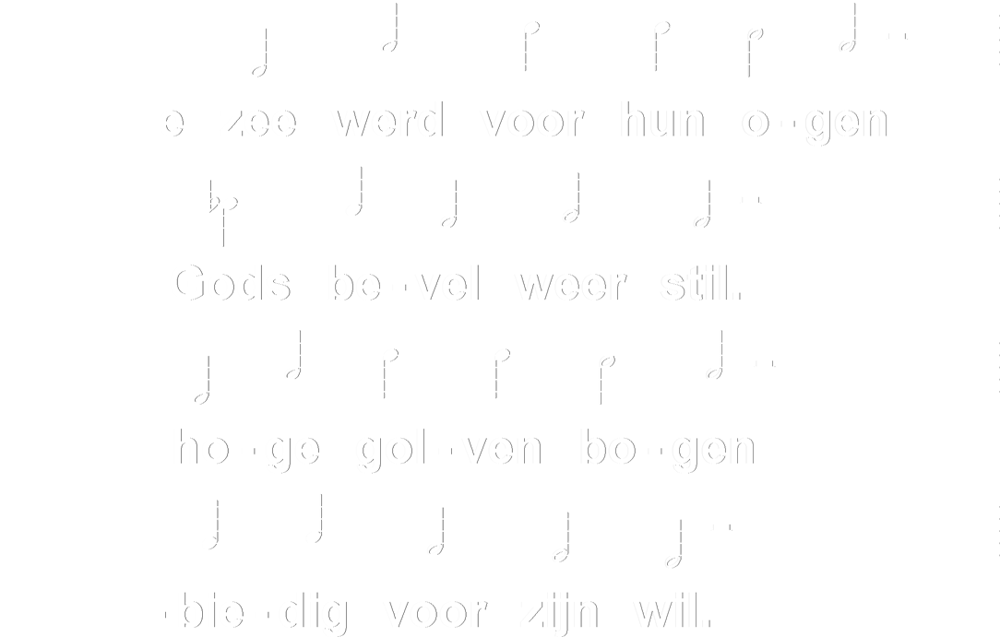 e zee werd voor hun o-gen
Gods be-vel weer stil.
ho-ge gol-ven bo-gen
-bie-dig voor zijn wil.